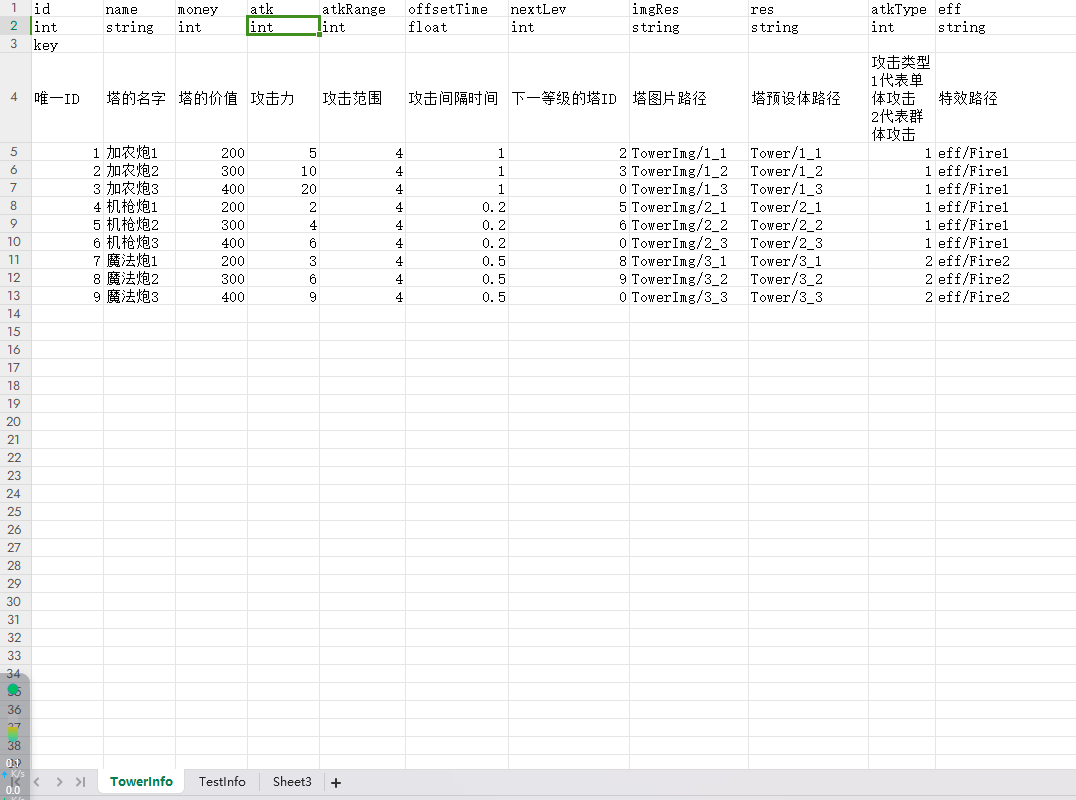 1 id name money atk atkRange offsetTime nextLev imgRes res atkType eff
2 int string int int int float int string string int string
3 key
4 唯一ID 塔的名字 塔的价值 攻击力 攻击范围 攻击间隔时间 下一等级的塔ID 塔图片路径 塔预设体路径 攻击类型 特效路径
1代表单
体攻击
2代表群
体攻击
5 1 加农炮1 200 5 4 1 2 TowerImg/1_1 Tower/1_1 1 eff/Fire1
6 2 加农炮2 300 10 4 1 3 TowerImg/1_2 Tower/1_2 1 eff/Fire1
7 3 加农炮3 400 20 4 1 0 TowerImg/1_3 Tower/1_3 1 eff/Fire1
8 4 机枪炮1 200 2 4 0.2 5 TowerImg/2_1 Tower/2_1 1 eff/Fire1
9 5 机枪炮2 300 4 4 0.2 6 TowerImg/2_2 Tower/2_2 1 eff/Fire1
10 6 机枪炮3 400 6 4 0.2 0 TowerImg/2_3 Tower/2_3 1 eff/Fire1
11 7 魔法炮1 200 3 4 0.5 8 TowerImg/3_1 Tower/3_1 2 eff/Fire2
12 8 魔法炮2 300 6 4 0.5 9 TowerImg/3_2 Tower/3_2 2 eff/Fire2
13 9 魔法炮3 400 9 4 0.5 0 TowerImg/3_3 Tower/3_3 2 eff/Fire2
14
15
16
17
18
19
20
21
22
23
24
25
26
27
28
29
30
31
32
33
34
35
36
37
38
K/s
0.0
TowerInfo TestInfo Sheet3 +